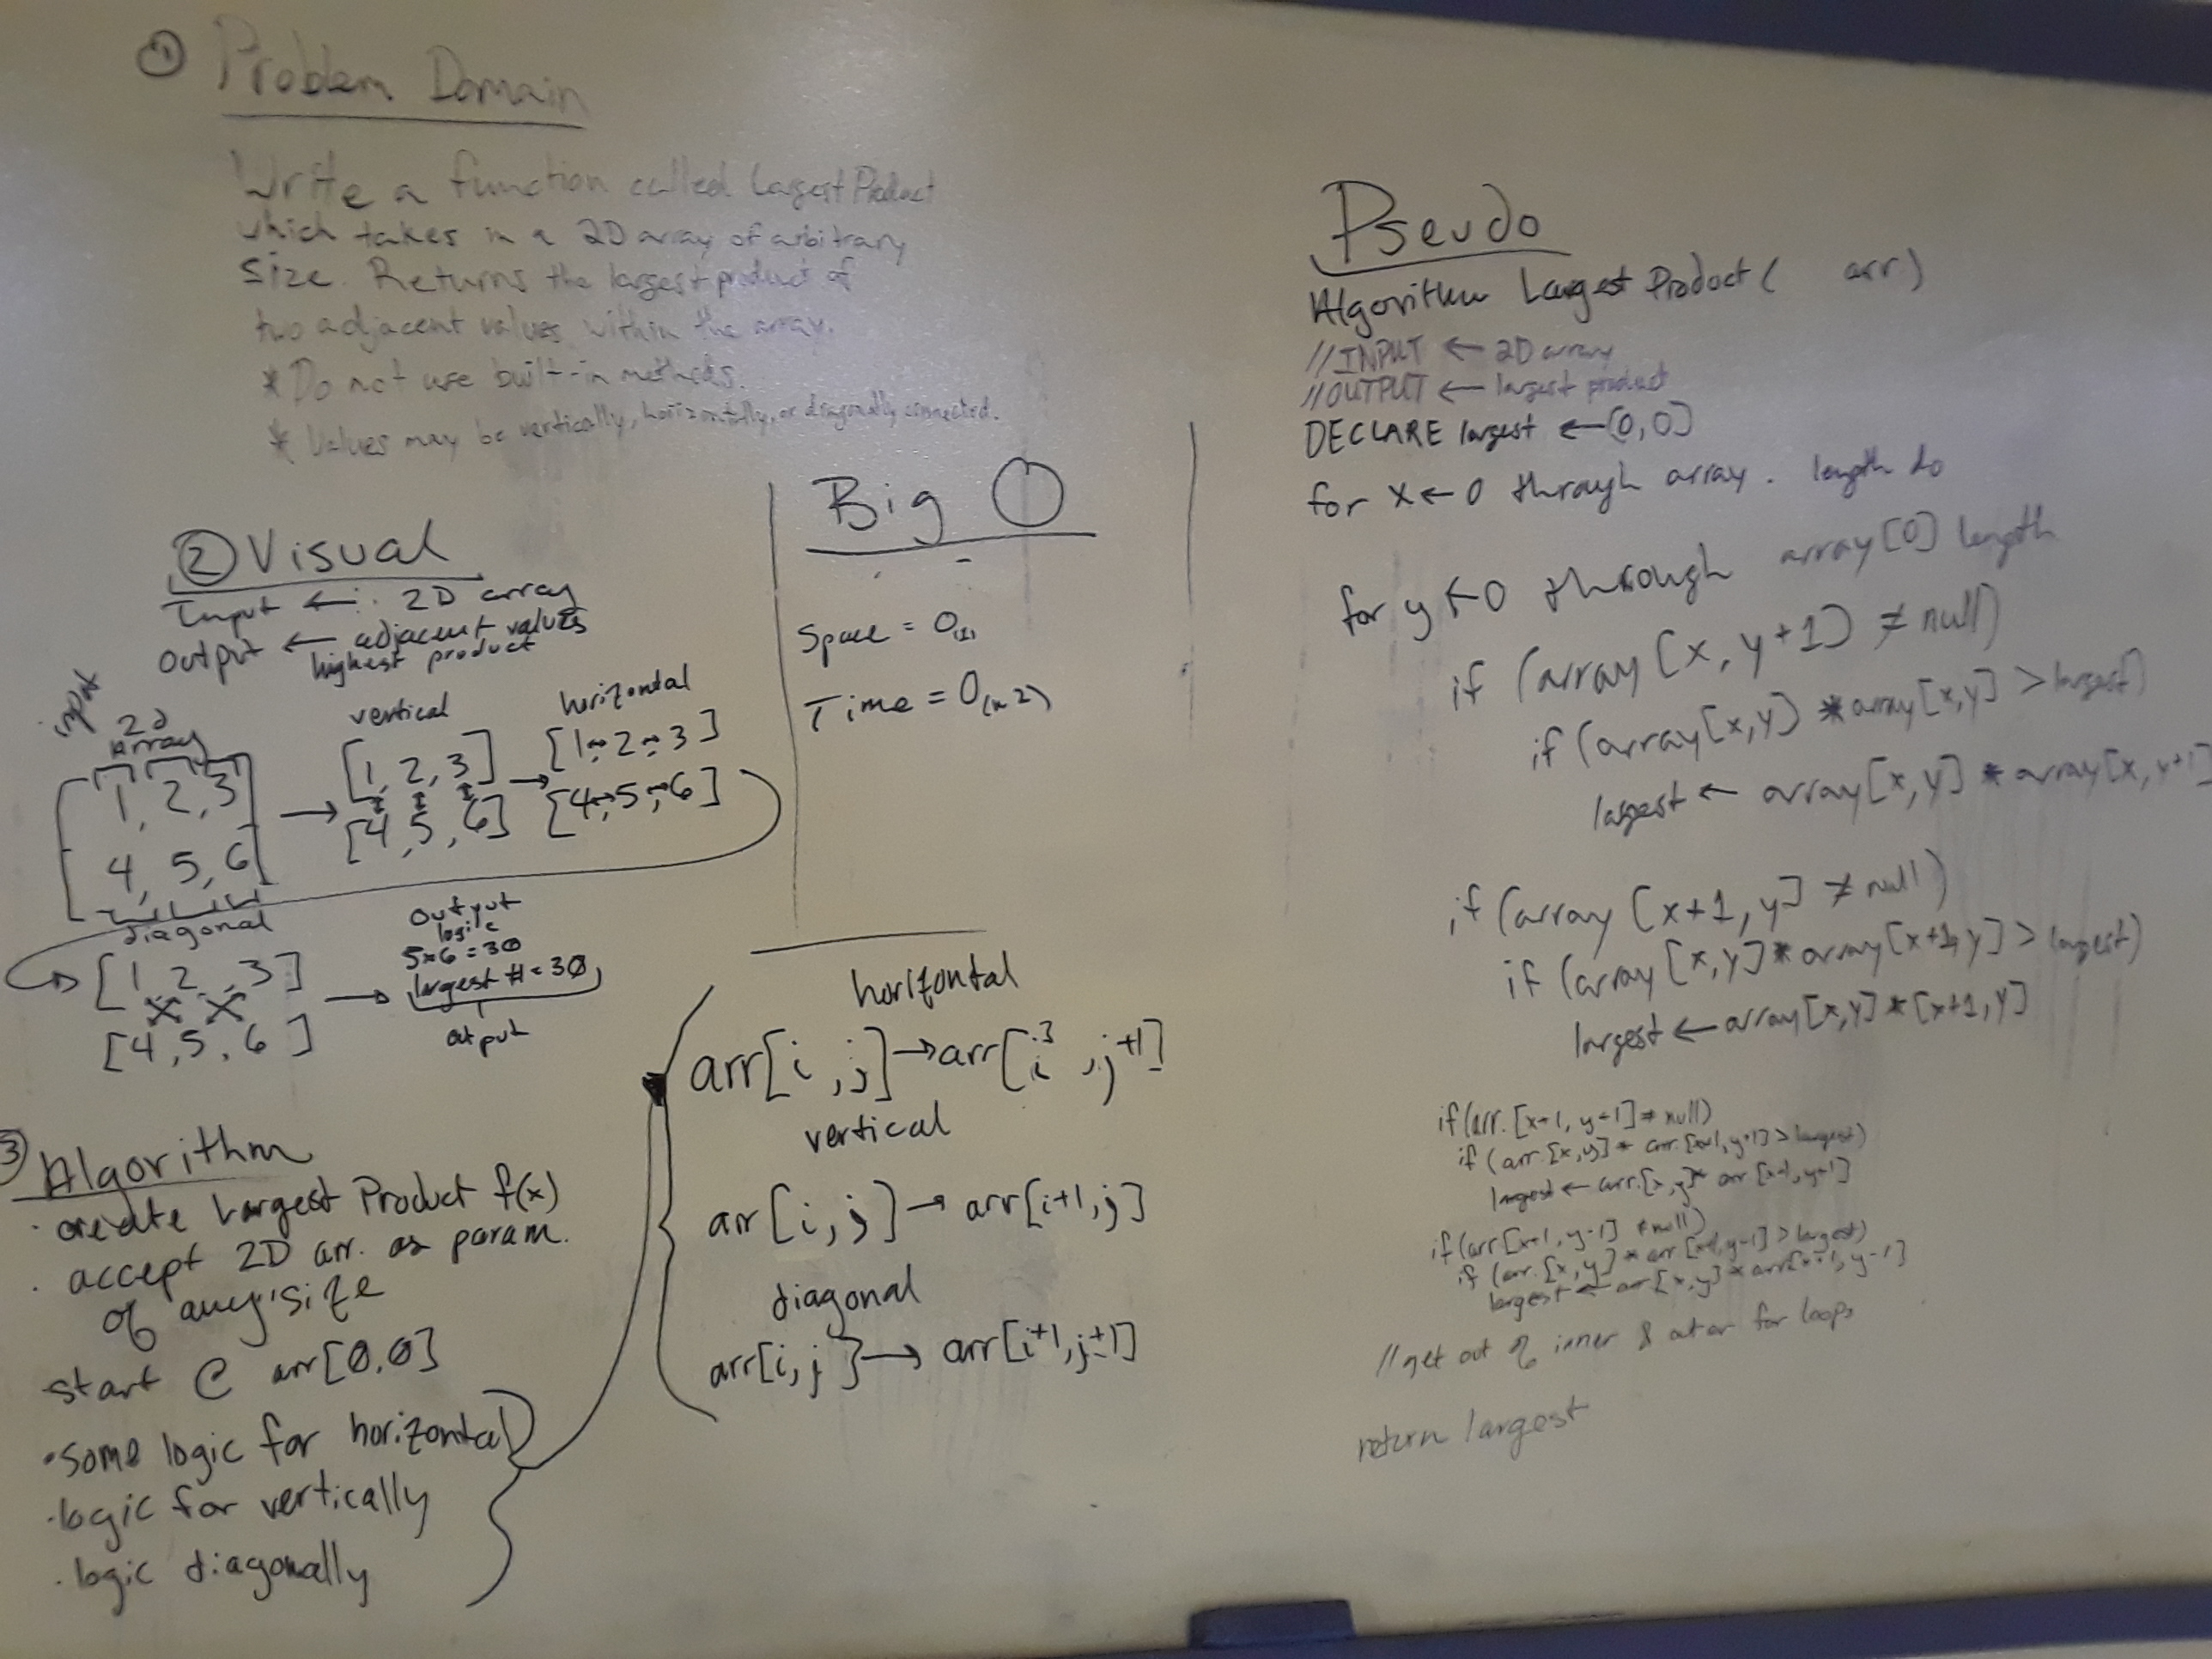 ① Problem Domain
Write a function called Largest Product
which takes in a 2D array of arbitrary
size. Returns the largest product of
two adjacent values within the array.
* Do not use built-in methods.
* Values may be vertically, horizontally, or diagonally connected.
② Visual
Input ← 2D array
Output ← adjacent values
highest product
input
2d
Array
1, 2, 3
4, 5, 6
vertical
[1, 2, 3]
[4, 5, 6]
horizontal
[1 2 3]
[4, 5, 6]
diagonal
[1, 2, 3]
[4, 5, 6]
Output
logic
5×6 = 30
largest # = 30
output
③ Algorithm
· create Largest Product f(x)
· accept 2D arr. as param.
of any size
start @ arr[0,0]
· some logic for horizontal
· logic for vertically
· logic diagonally
Big O
Space = O(1)
Time = O(n2)
horizontal
arr[i,j] → arr[i, j+1]
vertical
arr[i,j] → arr[i+1,j]
diagonal
arr[i,j] → arr[i+1,j+1]
Pseudo
Algorithm Largest Product( arr)
//INPUT ← 2D array
//OUTPUT ← largest product
DECLARE largest ← [0,0]
for x ← 0 through array. length do
for y ← 0 through array[0] length
if (array[x, y+1] ≠ null)
if (array[x,y] * array[x,y] > largest)
largest ← array[x,y] * array[x, y+1]
if (array[x+1, y] ≠ null)
if (array[x,y] * array[x+1,y] > largest)
largest ← array[x,y] * [x+1,y]
if(arr.[x+1, y+1] ≠ null)
if (arr.[x,y] * arr.[x+1,y+1] > largest)
largest ← arr.[x,y] * arr[x+1,y+1]
if(arr[x+1, y-1] ≠ null)
if (arr.[x,y] * arr[x+1,y-1] > largest)
largest ← arr[x,y] * arr[x+1, y-1]
//get out of inner & outor for loops
return largest